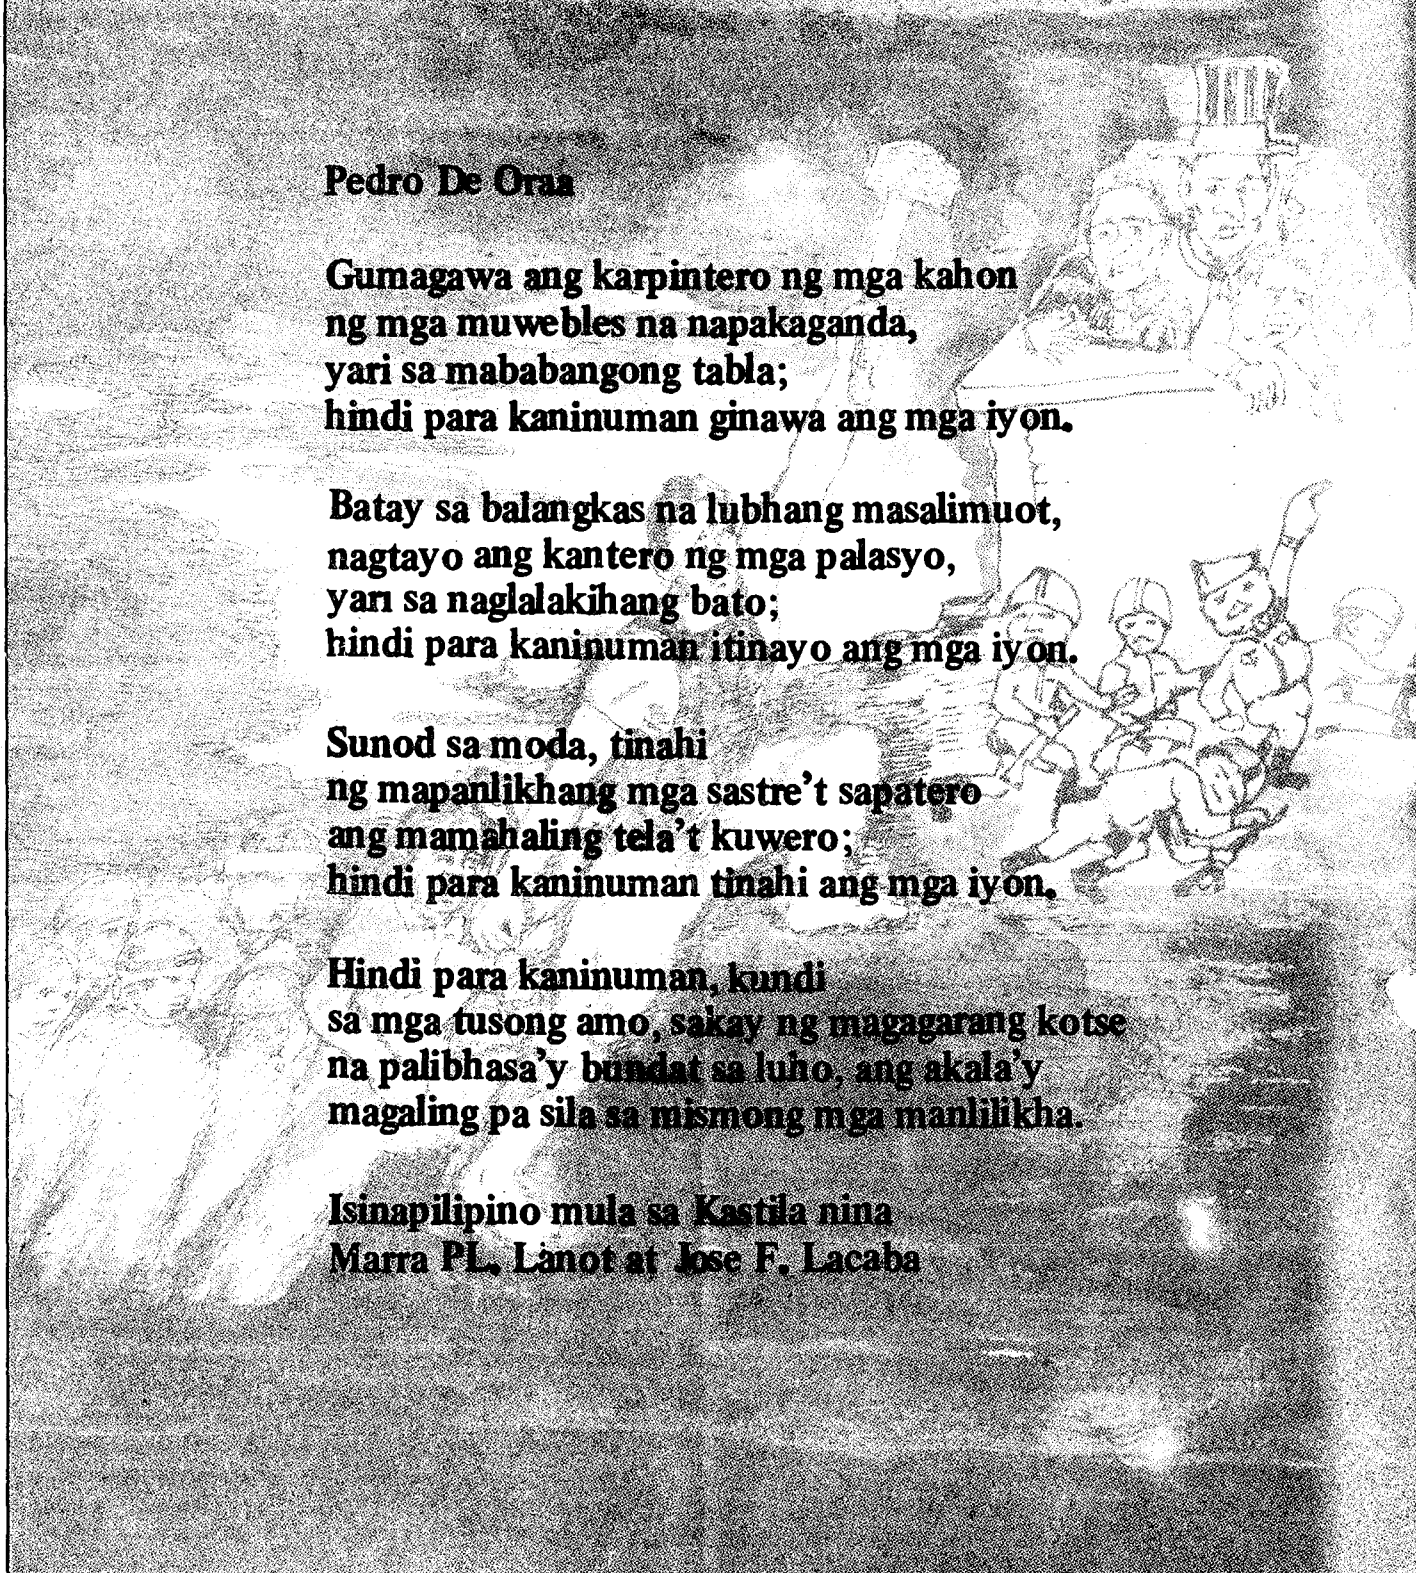 Pedro De Oraa
Gumagawa ang karpintero ng mga kahon
ng mga muwebles na napakaganda,
yari sa mababangong tabla;
hindi para kaninuman ginawa ang mga iyon.
Batay sa balangkas na lubhang masalimuot,
nagtayo ang kantero ng mga palasyo,
yari sa naglalakihang bato;
hindi para kaninuman itinayo ang mga iyon.
Sunod sa moda, tinahi
ng mapanlikhang mga sastre't sapatero
ang mamahaling tela't kuwero;
hindi para kaninuman tinahi ang mga iyon.
Hindi para kaninuman, kundi
sa mga tusong amo, sakay ng magagarang kotse
na palibhasa'y bundat sa luho, ang akala'y
magaling pa sila sa mismong mga manlilikha.
Isinapilipino mula sa Kastila nina
Marra PL. Lanot at Jose F. Lacaba